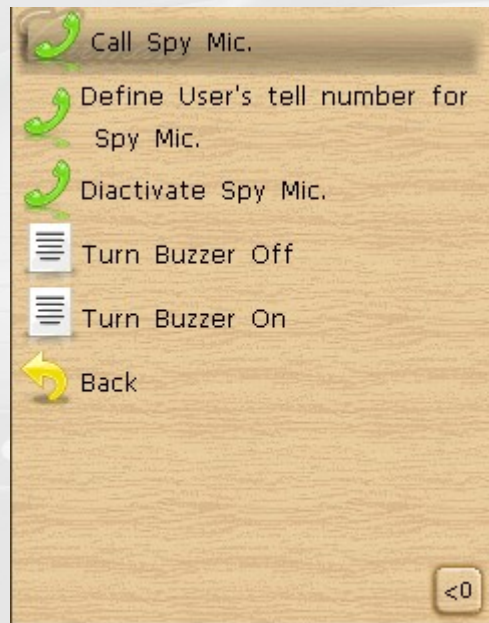 Call Spy Mic.
Define User's tell number for
Spy Mic.
Diactivate Spy Mic.
Turn Buzzer Off
Turn Buzzer On
Back
<0